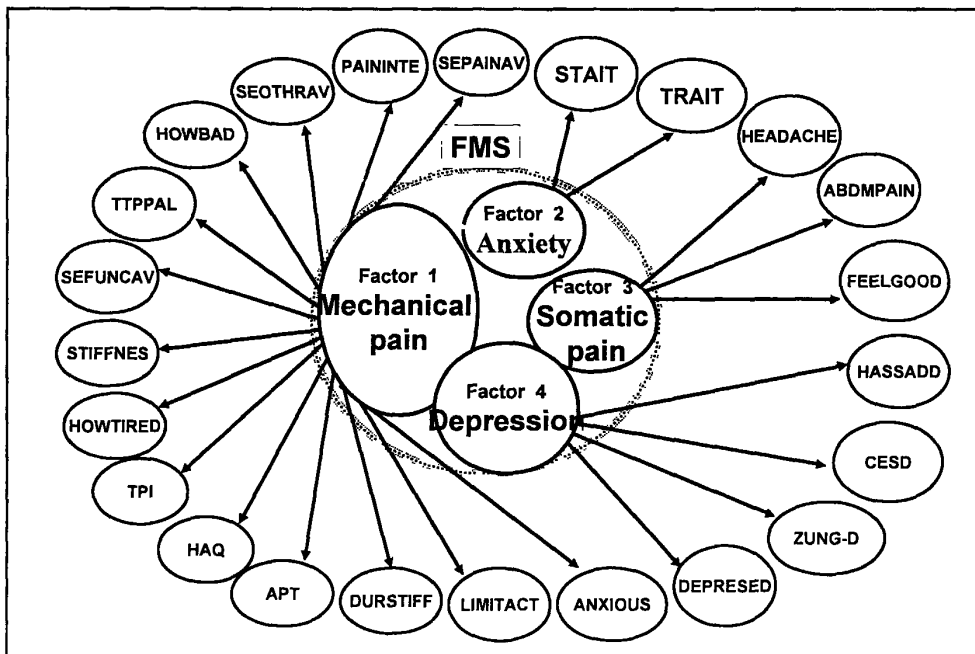 SEPAINAV
PAININTE
STAIT
SEOTHRAV
TRAIT
HOWBAD
HEADACHE
FMS
TTPPAL
ABDMPAIN
Factor 2
Anxiety
SEFUNCAV
FEELGOOD
Factor 1
Mechanical
pain
Factor 3
Somatic
pain
STIFFNES
HASSADD
Factor 4
Depression
HOWTIRED
CESD
TPI
ZUNG-D
HAQ
DEPRESED
APT
DURSTIFF
LIMITACT
ANXIOUS